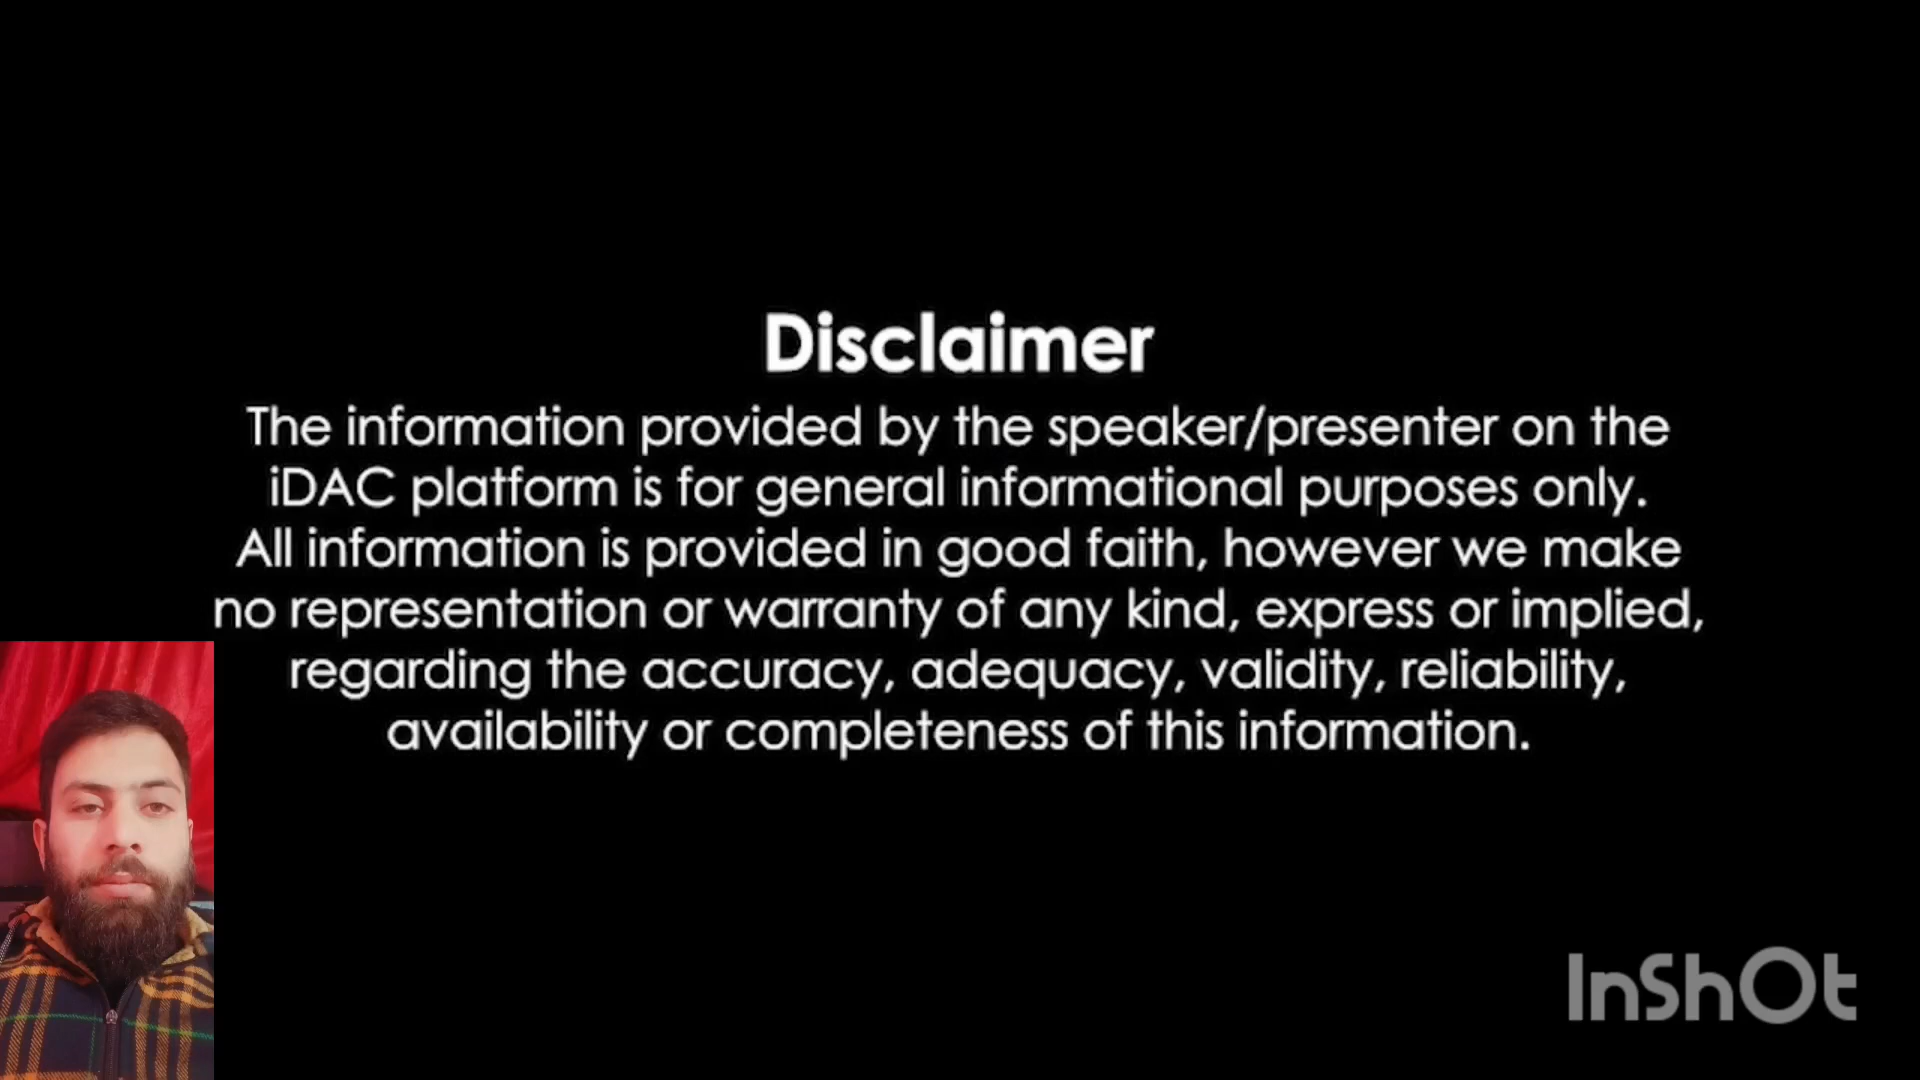 Disclaimer
The information provided by the speaker/presenter on the
iDAC platform is for general informational purposes only.
All information is provided in good faith, however we make
no representation or warranty of any kind, express or implied,
regarding the accuracy, adequacy, validity, reliability,
availability or completeness of this information.
InShOt